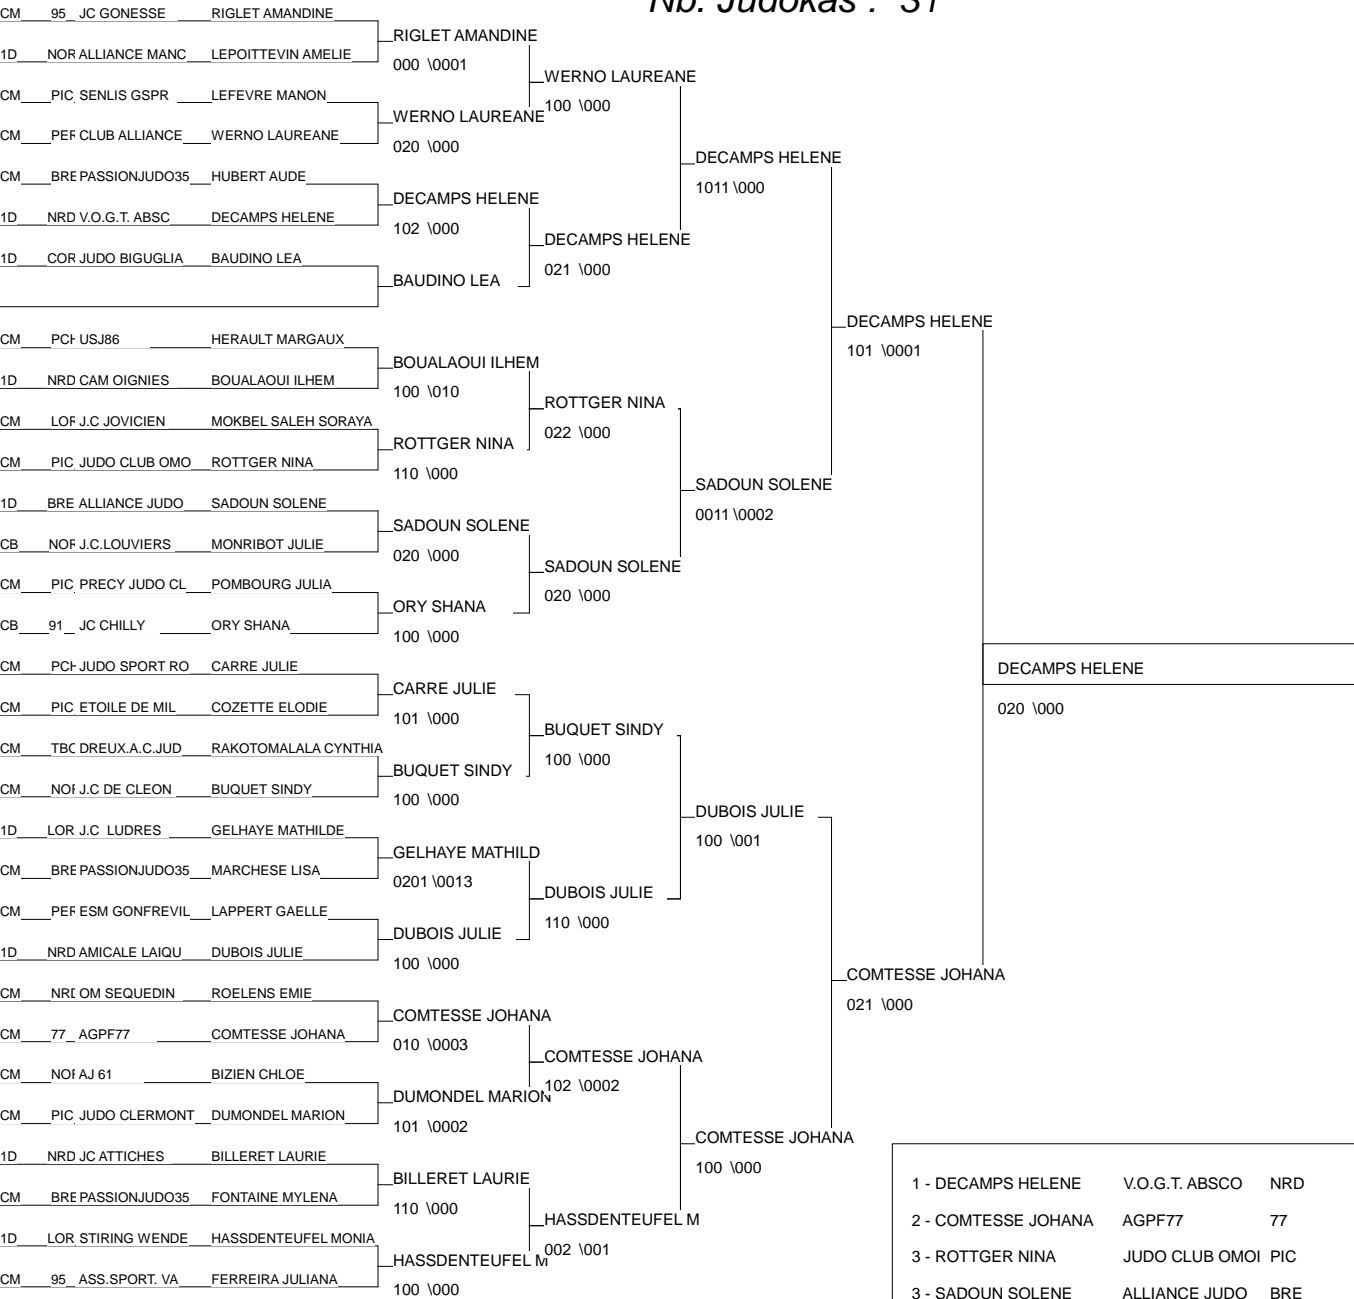 Nb. Judokas : 31
CM 95 JC GONESSE RIGLET AMANDINE
RIGLET AMANDINE
1D NOR ALLIANCE MANC LEPOITTEVIN AMELIE
000 \0001
WERNO LAUREANE
CM PIC SENLIS GSPR LEFEVRE MANON
100 \000
WERNO LAUREANE
CM PER CLUB ALLIANCE WERNO LAUREANE
020 \000
DECAMPS HELENE
CM BRE PASSIONJUDO35 HUBERT AUDE
1011 \000
DECAMPS HELENE
1D NRD V.O.G.T. ABSC DECAMPS HELENE
102 \000
DECAMPS HELENE
1D COR JUDO BIGUGLIA BAUDINO LEA
021 \000
BAUDINO LEA
DECAMPS HELENE
CM PCH USJ86 HERAULT MARGAUX
101 \0001
BOUALAOUI ILHEM
1D NRD CAM OIGNIES BOUALAOUI ILHEM
100 \010
ROTTGER NINA
CM LOR J.C JOVICIEN MOKBEL SALEH SORAYA
022 \000
ROTTGER NINA
CM PIC JUDO CLUB OMO ROTTGER NINA
110 \000
SADOUN SOLENE
1D BRE ALLIANCE JUDO SADOUN SOLENE
0011 \0002
SADOUN SOLENE
CB NOR J.C.LOUVIERS MONRIBOT JULIE
020 \000
SADOUN SOLENE
CM PIC PRECY JUDO CL POMBOURG JULIA
020 \000
ORY SHANA
CB 91 JC CHILLY ORY SHANA
100 \000
CM PCH JUDO SPORT RO CARRE JULIE
DECAMPS HELENE
CARRE JULIE
CM PIC ETOILE DE MIL COZETTE ELODIE
020 \000
101 \000
BUQUET SINDY
CM TBO DREUX.A.C.JUD RAKOTOMALALA CYNTHIA
100 \000
BUQUET SINDY
CM NOR J.C DE CLEON BUQUET SINDY
100 \000
DUBOIS JULIE
1D LOR J.C LUDRES GELHAYE MATHILDE
100 \001
GELHAYE MATHILD
CM BRE PASSIONJUDO35 MARCHESE LISA
0201 \0013
DUBOIS JULIE
CM PER ESM GONFREVIL LAPPERT GAELLE
110 \000
DUBOIS JULIE
1D NRD AMICALE LAIQU DUBOIS JULIE
100 \000
COMTESSE JOHANA
CM NRD OM SEQUEDIN ROELENS EMIE
021 \000
COMTESSE JOHANA
CM 77 AGPF77 COMTESSE JOHANA
010 \0003
COMTESSE JOHANA
CM NOR AJ 61 BIZIEN CHLOE
102 \0002
DUMONDEL MARION
CM PIC JUDO CLERMONT DUMONDEL MARION
101 \0002
COMTESSE JOHANA
1D NRD JC ATTICHES BILLERET LAURIE
100 \000
BILLERET LAURIE
CM BRE PASSIONJUDO35 FONTAINE MYLENA
110 \000
HASSDENTEUFEL M
1D LOR STIRING WENDE HASSDENTEUFEL MONIA
002 \001
HASSDENTEUFEL M
CM 95 ASS.SPORT. VA FERREIRA JULIANA
100 \000
1 - DECAMPS HELENE V.O.G.T. ABSCO NRD
2 - COMTESSE JOHANA AGPF77 77
3 - ROTTGER NINA JUDO CLUB OMOI PIC
3 - SADOUN SOLENE ALLIANCE JUDO BRE